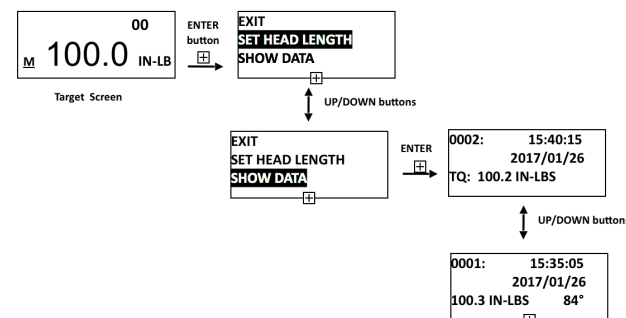 00
M 100.0 IN-LB
Target Screen
ENTER
button
EXIT
SET HEAD LENGTH
SHOW DATA
UP/DOWN buttons
EXIT
SET HEAD LENGTH
SHOW DATA
ENTER
0002: 15:40:15
2017/01/26
TQ: 100.2 IN-LBS
UP/DOWN button
0001: 15:35:05
2017/01/26
100.3 IN-LBS 84°